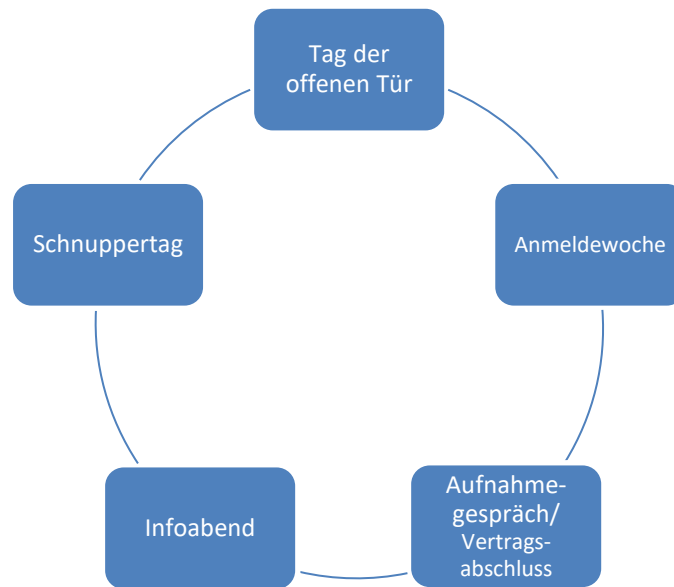 Tag der
offenen Tür
Anmeldewoche
Aufnahme-
gespräch/
Vertrags-
abschluss
Infoabend
Schnuppertag